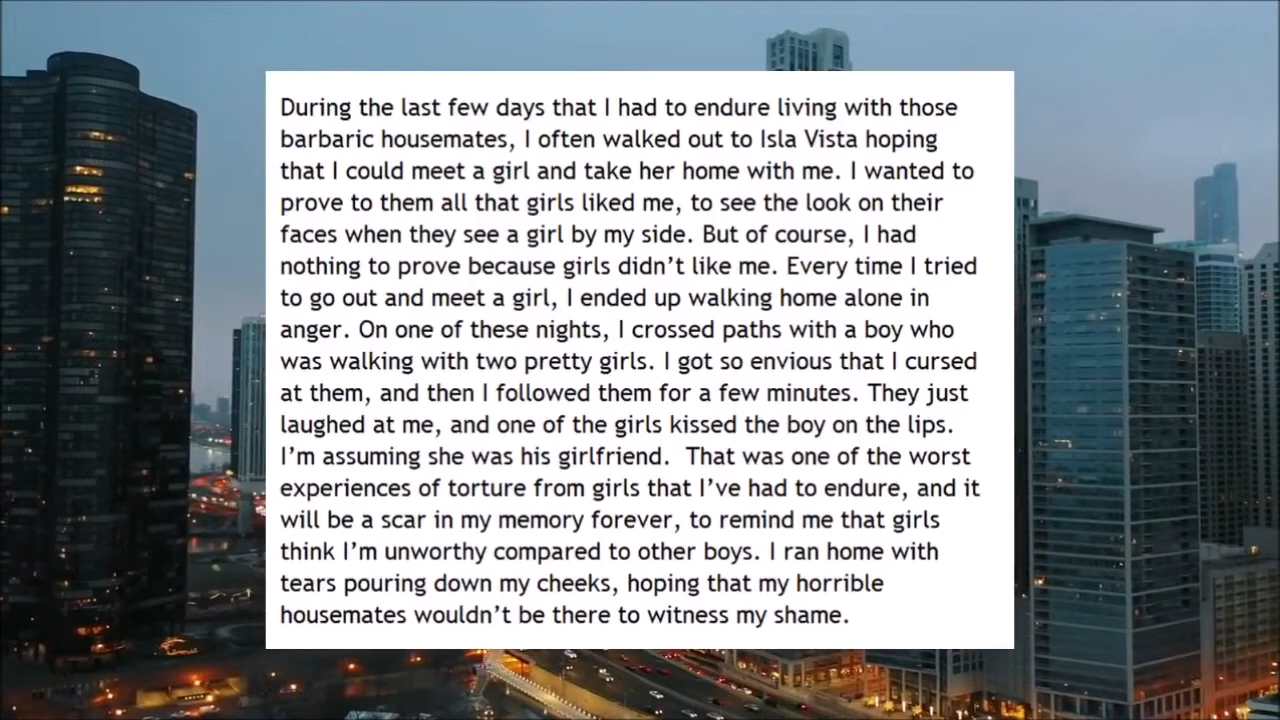 During the last few days that I had to endure living with those
barbaric housemates, I often walked out to Isla Vista hoping
that I could meet a girl and take her home with me. I wanted to
prove to them all that girls liked me, to see the look on their
faces when they see a girl by my side. But of course, I had
nothing to prove because girls didn’t like me. Every time I tried
to go out and meet a girl, I ended up walking home alone in
anger. On one of these nights, I crossed paths with a boy who
was walking with two pretty girls. I got so envious that I cursed
at them, and then I followed them for a few minutes. They just
laughed at me, and one of the girls kissed the boy on the lips.
I’m assuming she was his girlfriend.  That was one of the worst
experiences of torture from girls that I’ve had to endure, and it
will be a scar in my memory forever, to remind me that girls
think I’m unworthy compared to other boys. I ran home with
tears pouring down my cheeks, hoping that my horrible
housemates wouldn’t be there to witness my shame.